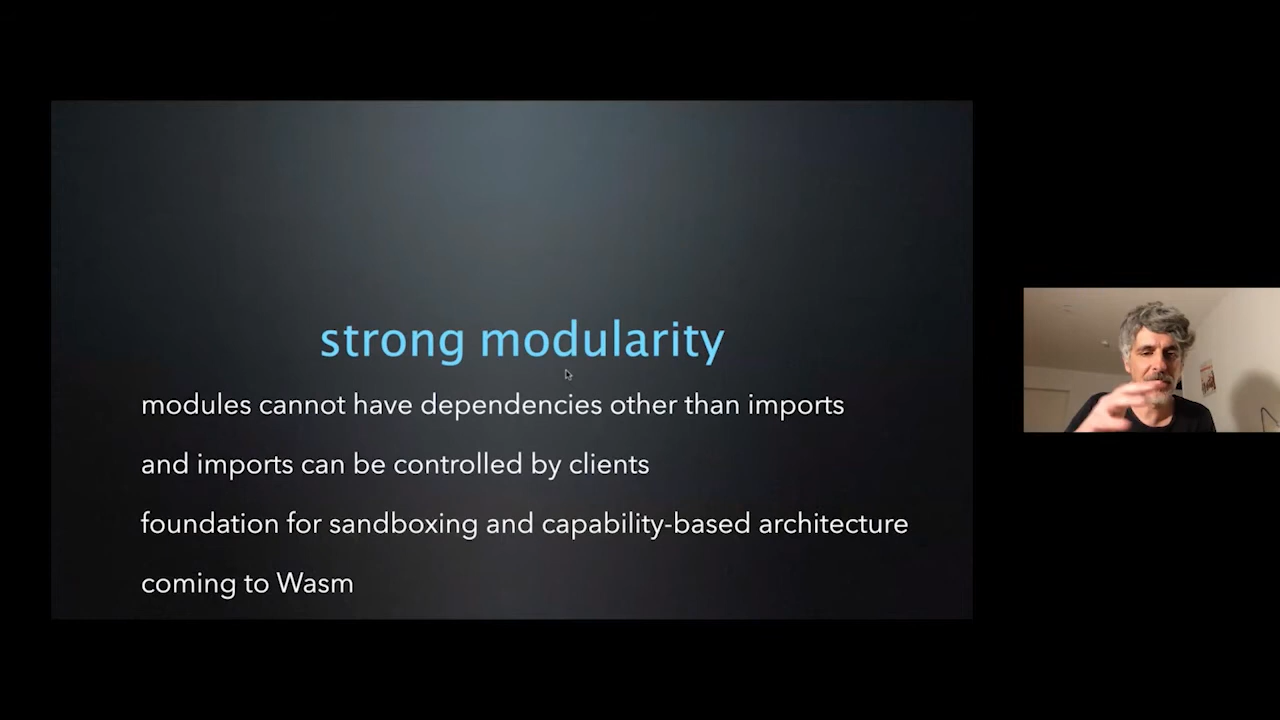 strong modularity
modules cannot have dependencies other than imports
and imports can be controlled by clients
foundation for sandboxing and capability-based architecture
coming to Wasm